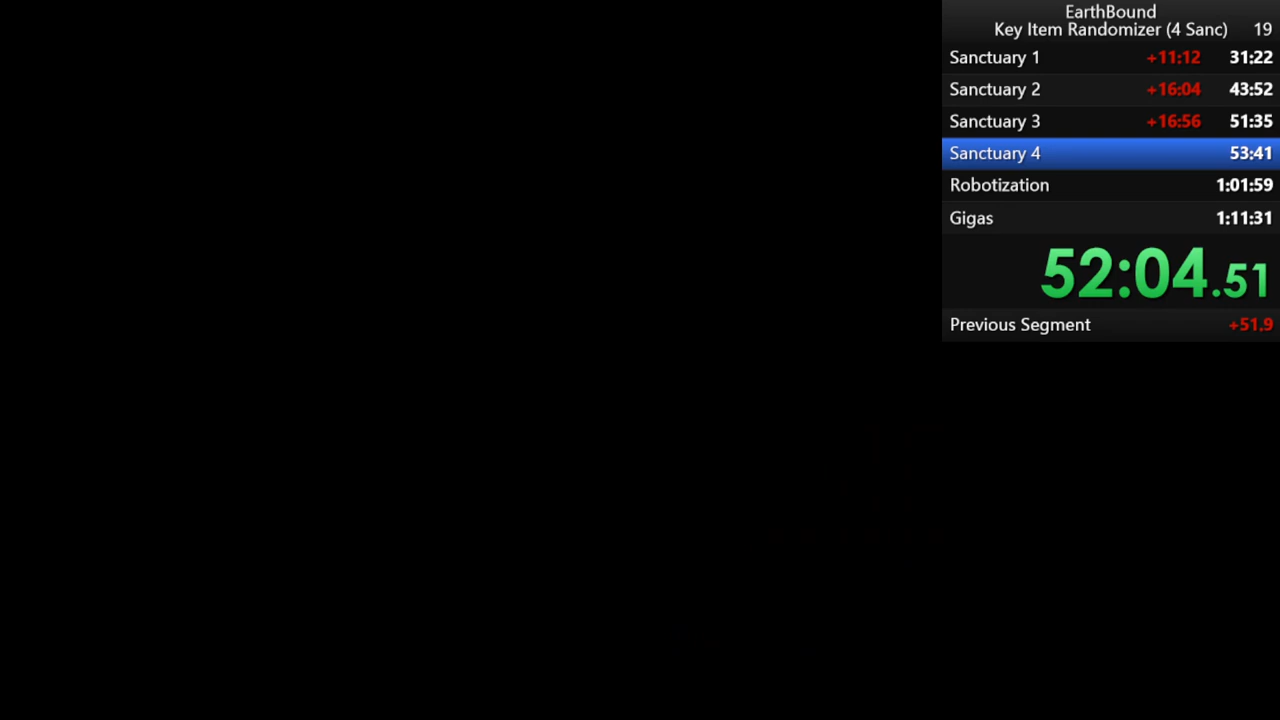 EarthBound
Key Item Randomizer (4 Sanc) 19
Sanctuary 1 +11:12 31:22
Sanctuary 2 +16:04 43:52
Sanctuary 3 +16:56 51:35
Sanctuary 4 53:41
Robotization 1:01:59
Gigas 1:11:31
52:04.51
Previous Segment +51.9